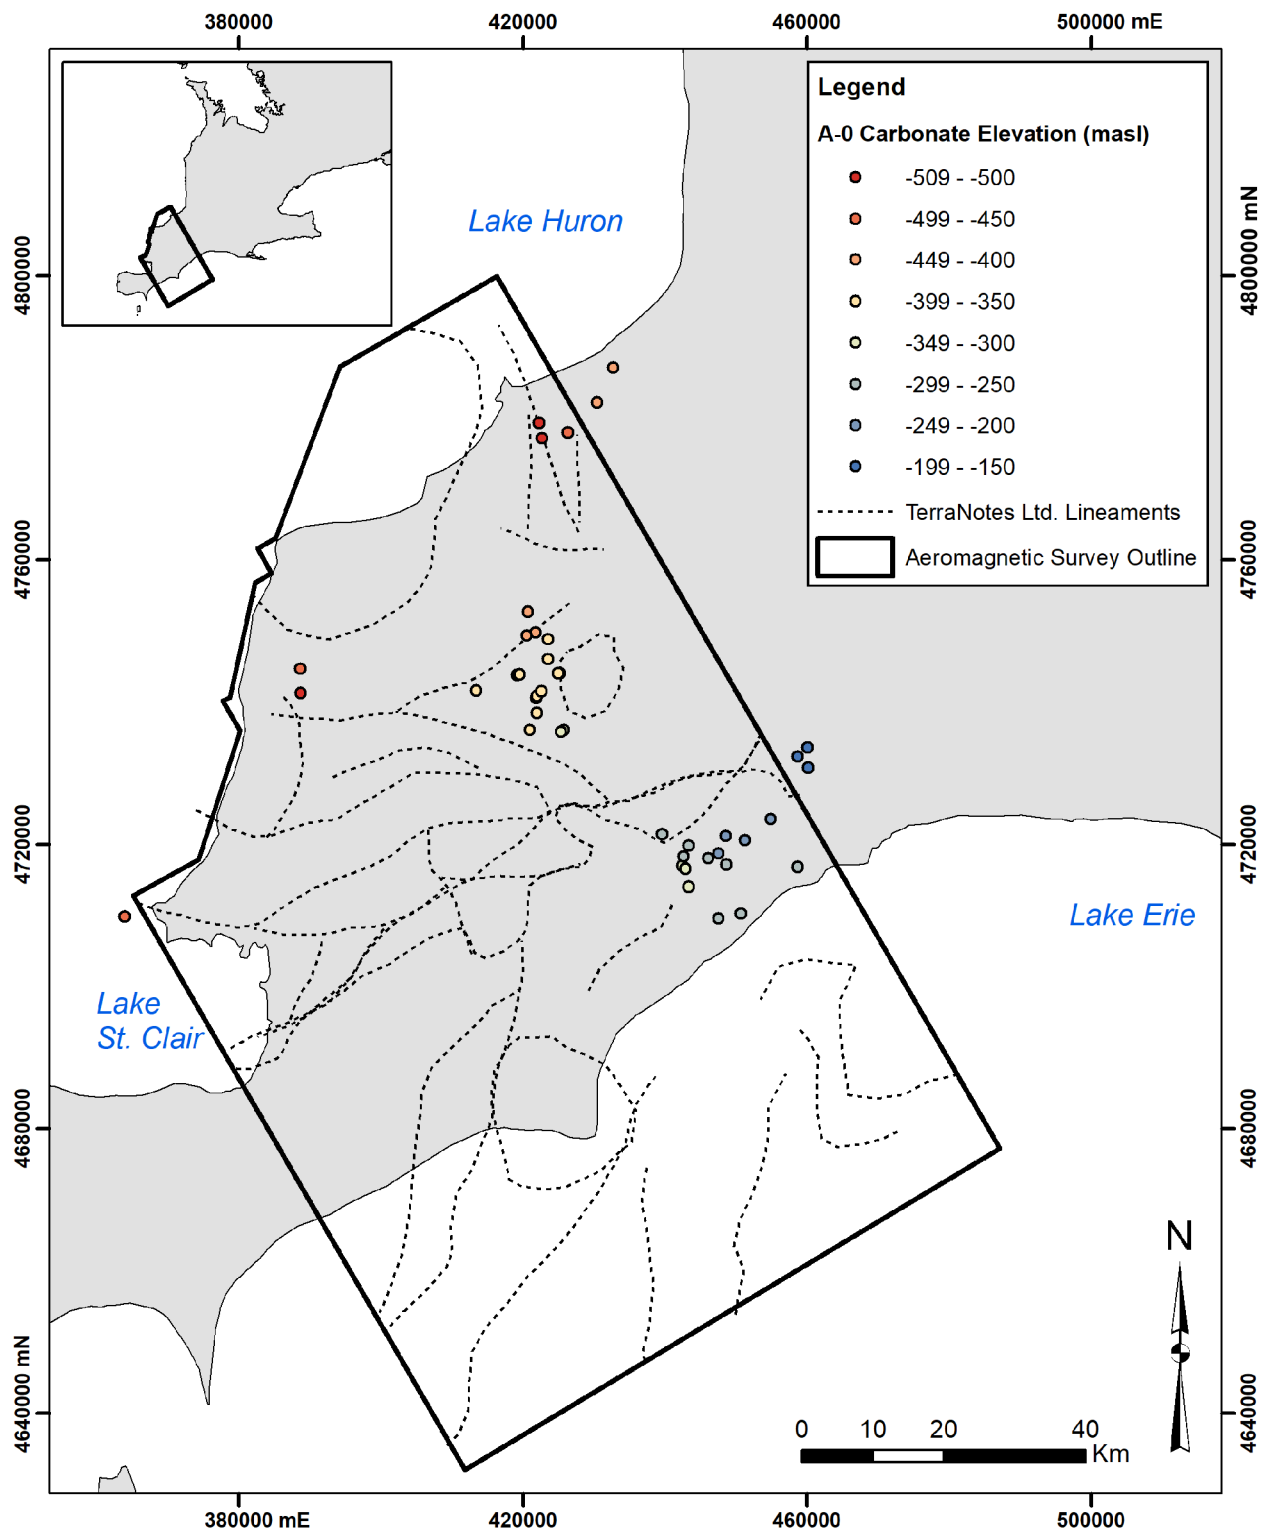 380000
420000
460000
500000 mE
Legend
A-0 Carbonate Elevation (masl)
-509 - -500
-499 - -450
-449 - -400
-399 - -350
-349 - -300
-299 - -250
-249 - -200
-199 - -150
TerraNotes Ltd. Lineaments
Aeromagnetic Survey Outline
Lake Huron
4800000
4800000 mN
4760000
4760000
4720000
4720000
Lake Erie
Lake
St. Clair
4680000
4680000
N
4640000 mN
4640000
0
10
20
40
Km
380000 mE
420000
460000
500000